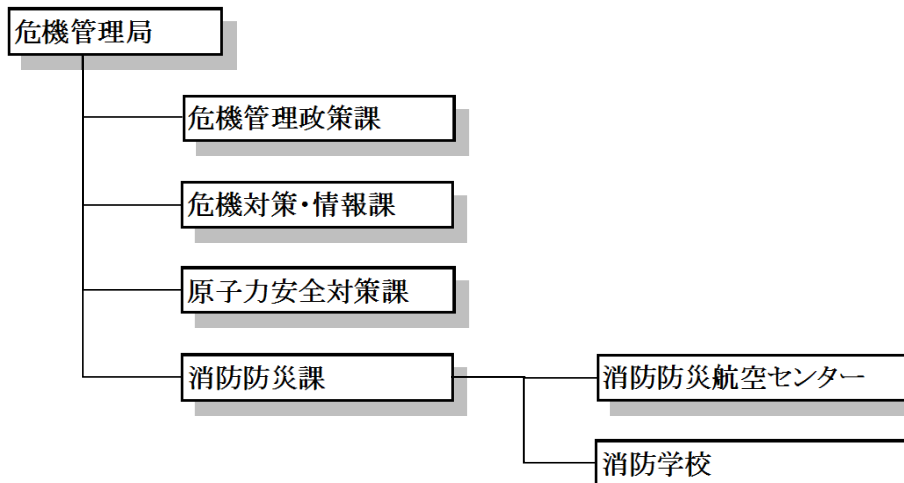 危機管理局
危機管理政策課
危機対策・情報課
原子力安全対策課
消防防災課
消防防災航空センター
消防学校